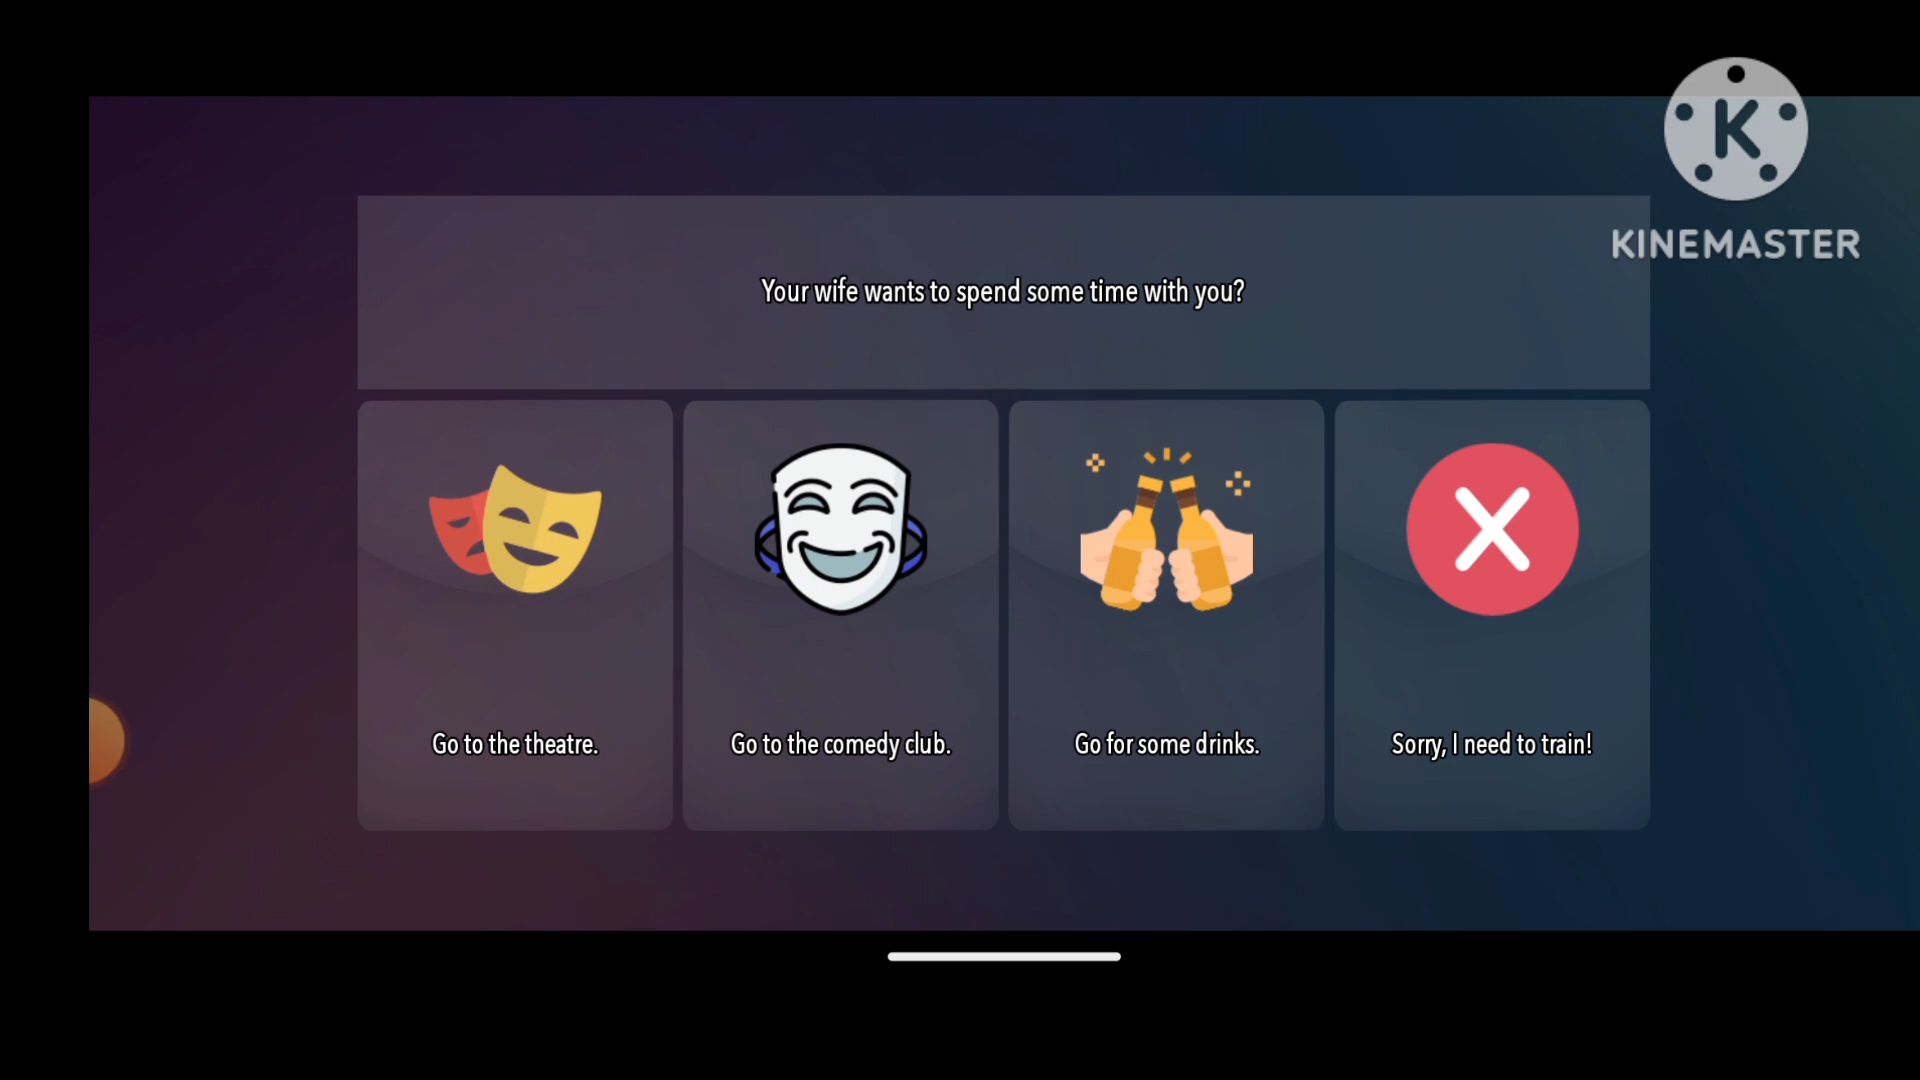 K
KINEMASTER
Your wife wants to spend some time with you?
Go to the theatre.
Go to the comedy club.
Go for some drinks.
Sorry, I need to train!